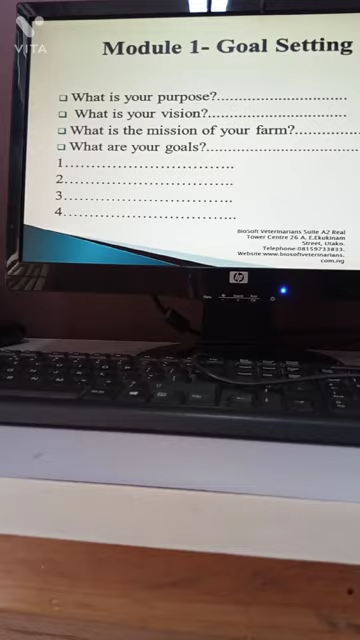 VITA
Module 1- Goal Setting
❑ What is your purpose?................................
❑ What is your vision?..................................
❑ What is the mission of your farm?................
❑ What are your goals?......................................
1..........................................
2..........................................
3..........................................
4..........................................
BioSoft Veterinarians Suite A2 Real
Tower Centre 26 A. E.Ekukinam
Street, Utako.
Telephone:08159733833.
Website:www.biosoftveterinarians.
com.ng
hp